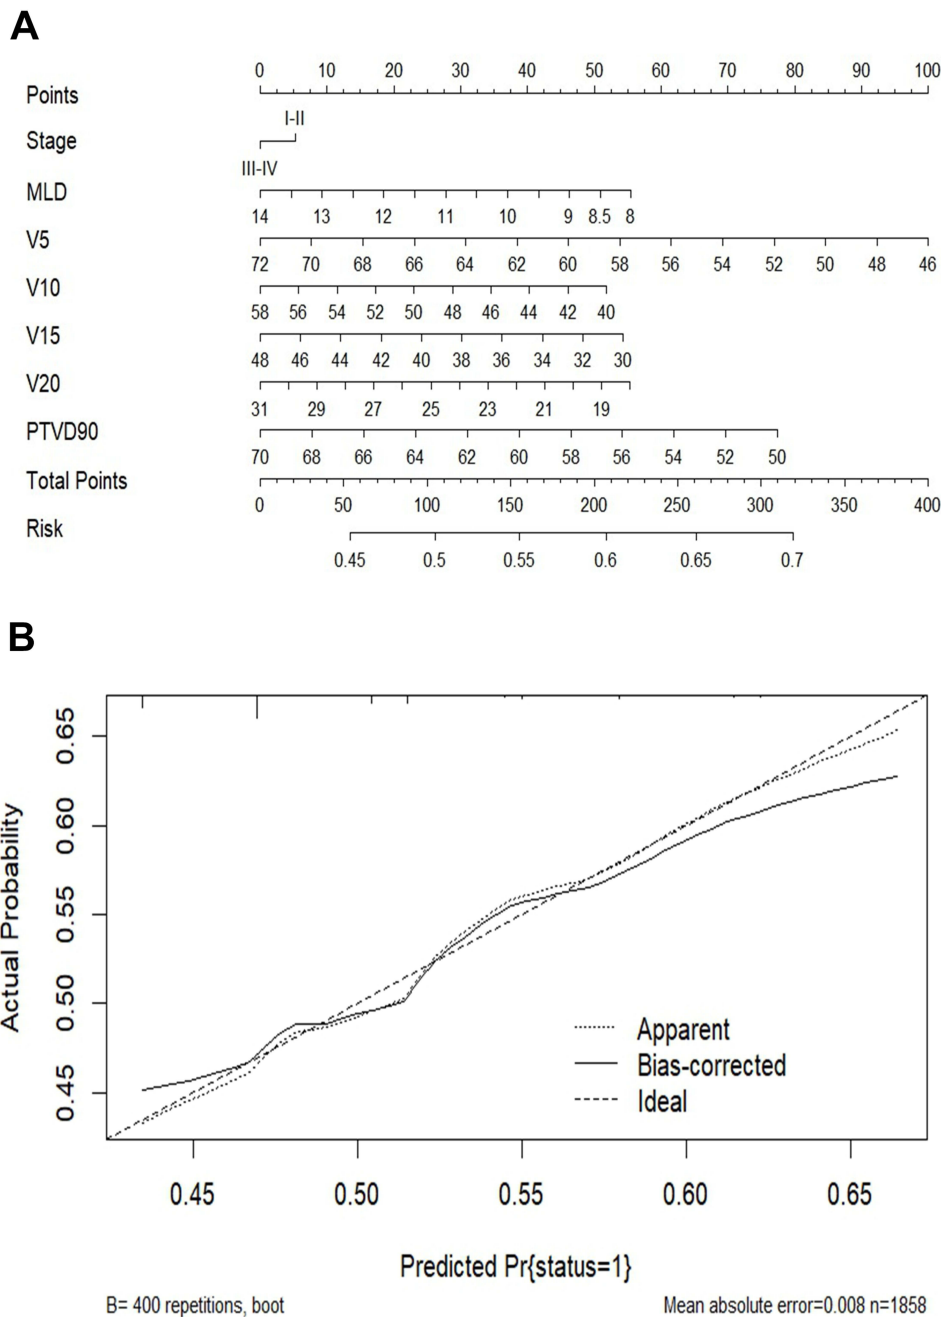 A
0 10 20 30 40 50 60 70 80 90 100
Points
I-II
Stage
III-IV
MLD
14 13 12 11 10 9 8.5 8
V5
72 70 68 66 64 62 60 58 56 54 52 50 48 46
V10
58 56 54 52 50 48 46 44 42 40
V15
48 46 44 42 40 38 36 34 32 30
V20
31 29 27 25 23 21 19
PTVD90
70 68 66 64 62 60 58 56 54 52 50
Total Points
0 50 100 150 200 250 300 350 400
Risk
0.45 0.5 0.55 0.6 0.65 0.7
B
Actual Probability
0.65
0.60
0.55
0.50
0.45
Apparent
Bias-corrected
Ideal
0.45 0.50 0.55 0.60 0.65
Predicted Pr{status=1}
B= 400 repetitions, boot
Mean absolute error=0.008 n=1858